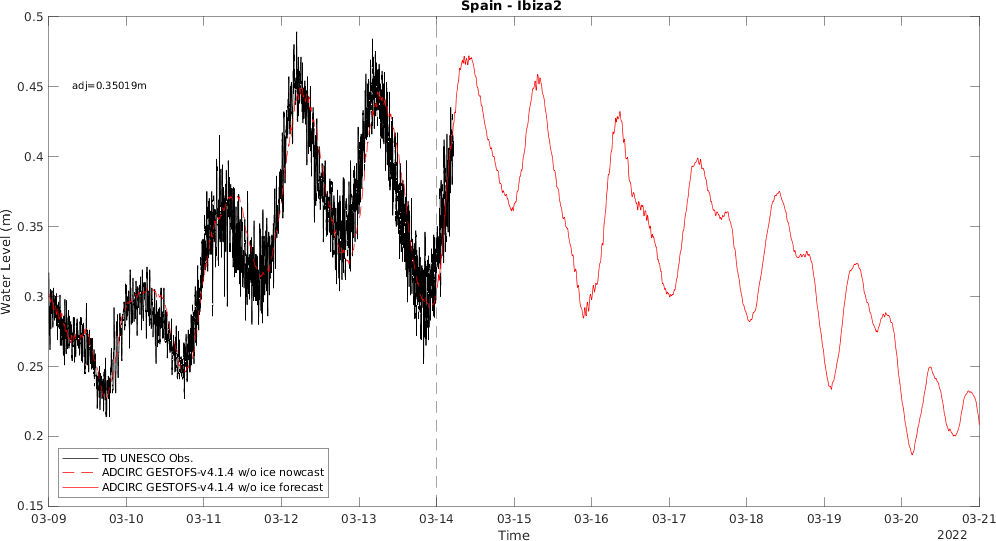 Spain - Ibiza2
0.5
0.45
0.4
0.35
0.3
0.25
0.2
0.15
Water Level (m)
adj=0.35019m
TD UNESCO Obs.
ADCIRC GESTOFS-v4.1.4 w/o ice nowcast
ADCIRC GESTOFS-v4.1.4 w/o ice forecast
03-09 03-10 03-11 03-12 03-13 03-14 03-15 03-16 03-17 03-18 03-19 03-20 03-21
Time
2022